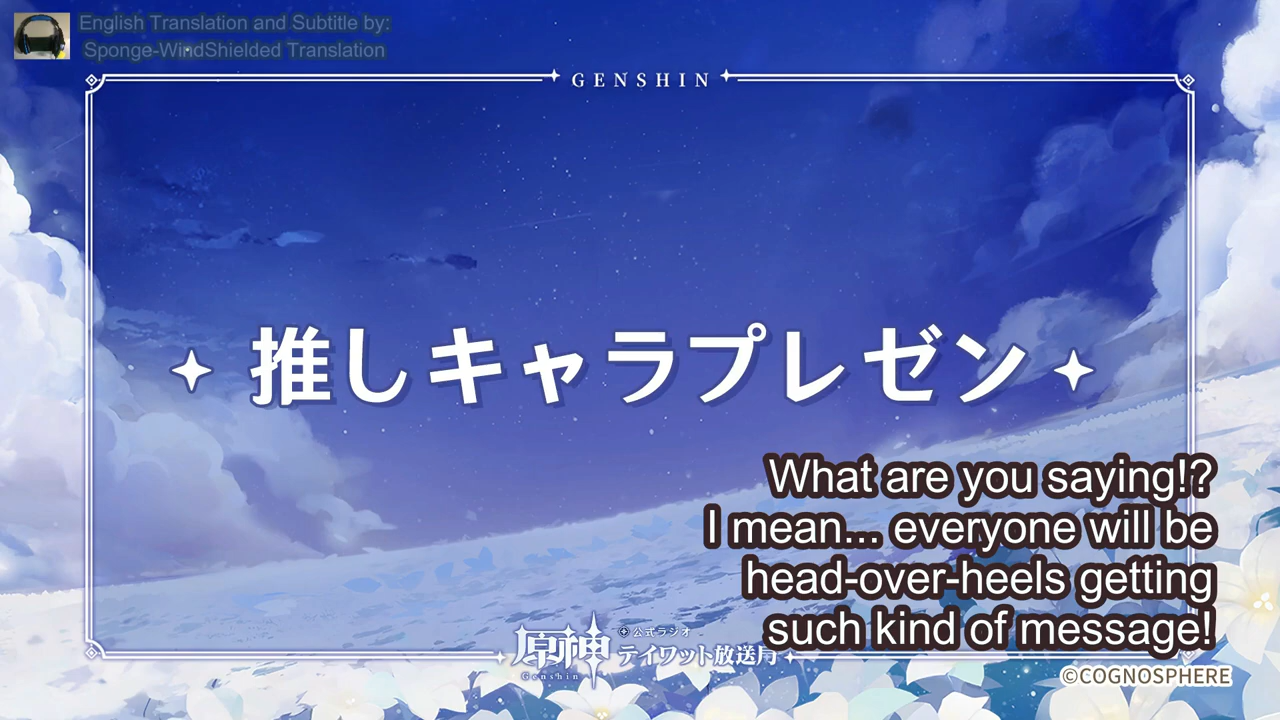 English Translation and Subtitle by:
Sponge-WindShielded Translation
GENSHIN
推しキャラプレゼン
What are you saying!?
I mean... everyone will be
head-over-heels getting
such kind of message!
原神
Genshin
公式ラジオ
テイワット放送局
©COGNOSPHERE